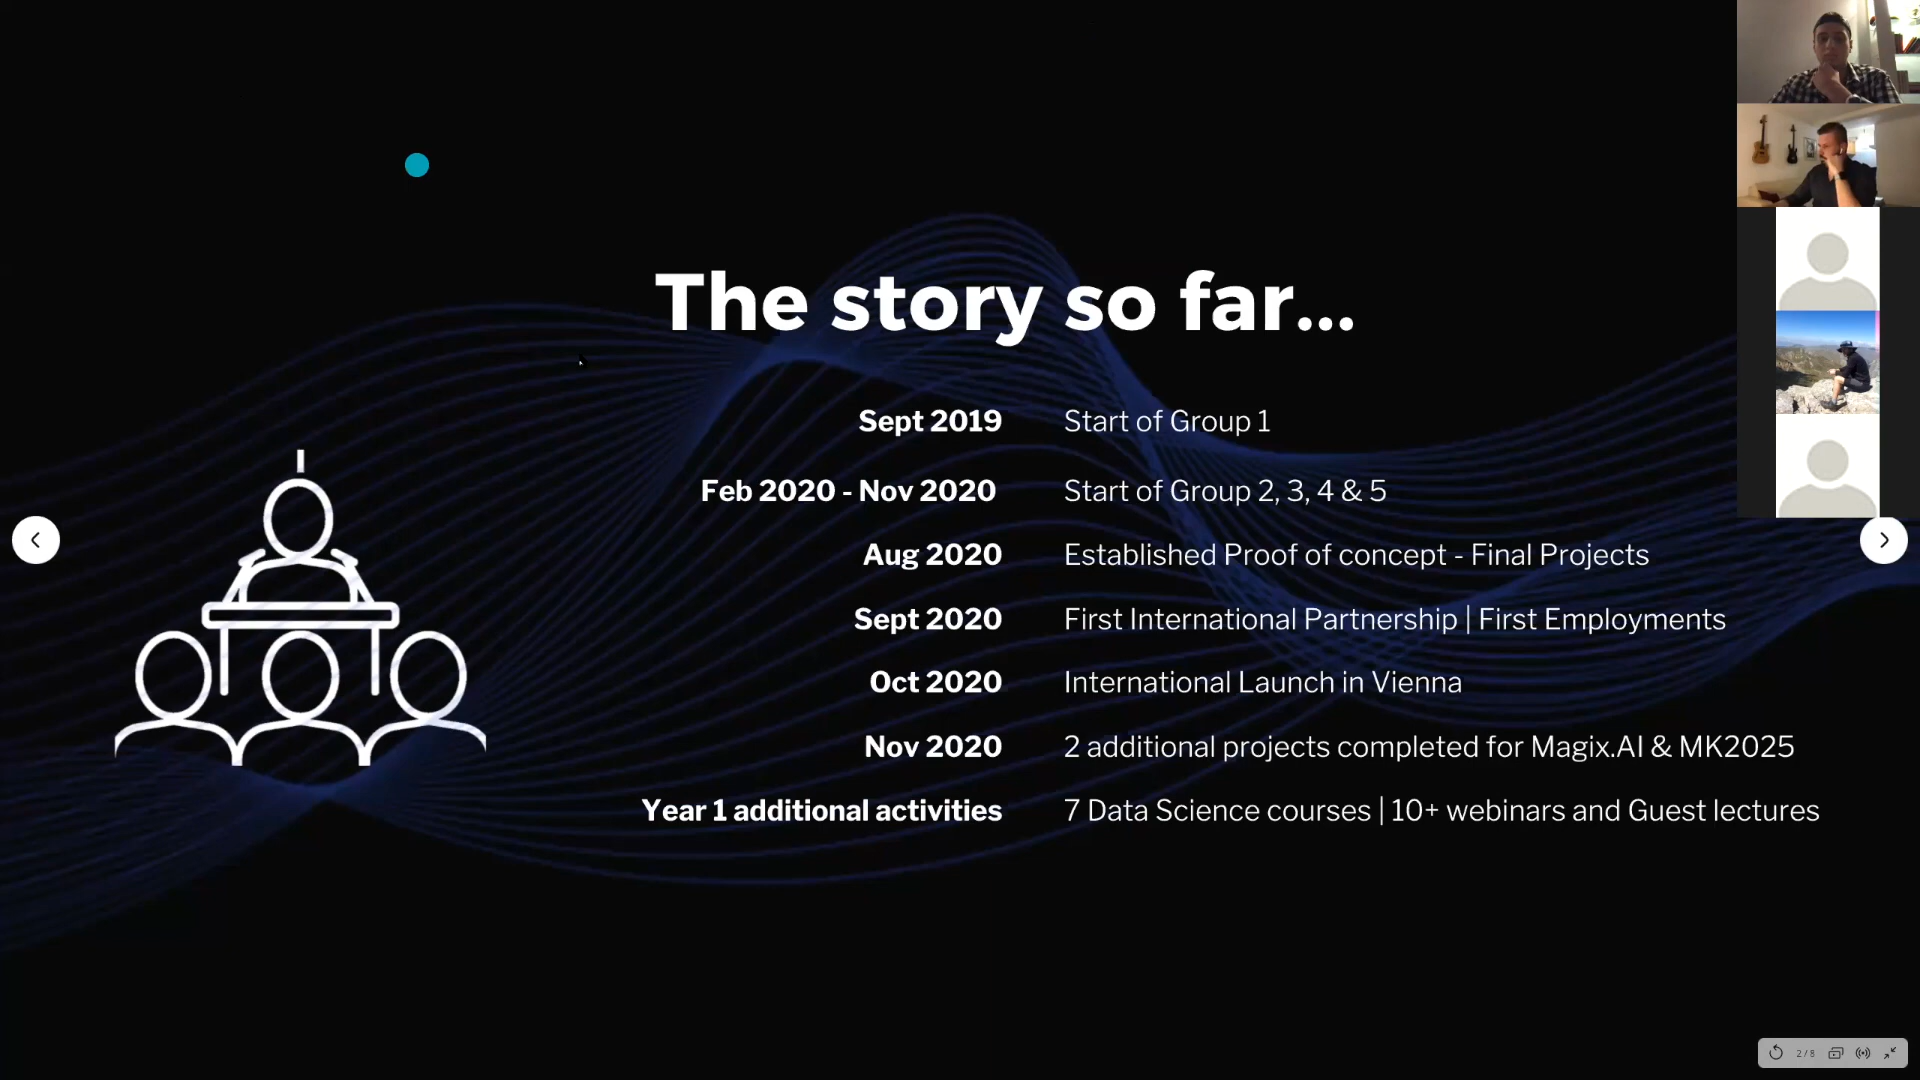 The story so far...
Sept 2019 Start of Group 1
Feb 2020 - Nov 2020 Start of Group 2, 3, 4 & 5
Aug 2020 Established Proof of concept - Final Projects
Sept 2020 First International Partnership | First Employments
Oct 2020 International Launch in Vienna
Nov 2020 2 additional projects completed for Magix.AI & MK2025
Year 1 additional activities 7 Data Science courses | 10+ webinars and Guest lectures
2 / 8